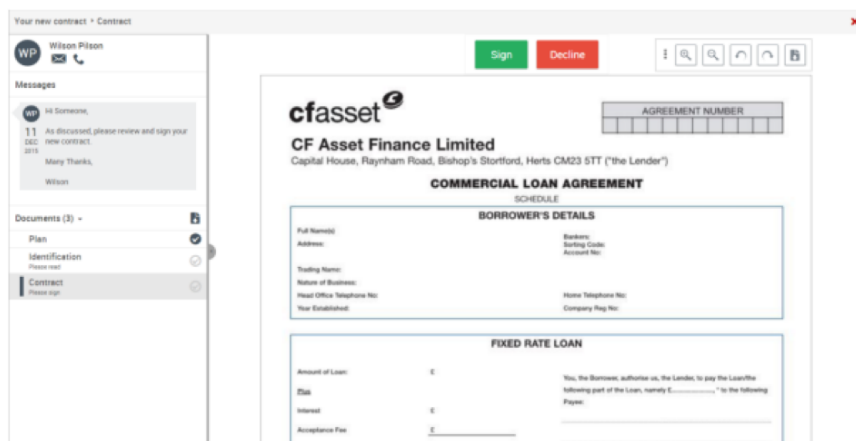 Your new contract > Contract
WP
Wilson Pilson
Messages
WP
Hi Someone,
11
DEC
2015
As discussed, please review and sign your
new contract.
Many Thanks,
Wilson
Documents (3)
Plan
Identification
Please read
Contract
Please sign
Sign
Decline
cfasset
AGREEMENT NUMBER
CF Asset Finance Limited
Capital House, Raynham Road, Bishop's Stortford, Herts CM23 5TT ("the Lender")
COMMERCIAL LOAN AGREEMENT
SCHEDULE
BORROWER'S DETAILS
Full Name(s)
Address:
Bankers:
Sorting Code:
Account No:
Trading Name:
Nature of Business:
Head Office Telephone No:
Home Telephone No:
Year Established:
Company Reg No:
FIXED RATE LOAN
Amount of Loan: £
Plus
Interest £
Acceptance Fee £
You, the Borrower, authorise us, the Lender, to pay the Loan/the
following part of the Loan, namely £..............., * to the following
Payee: